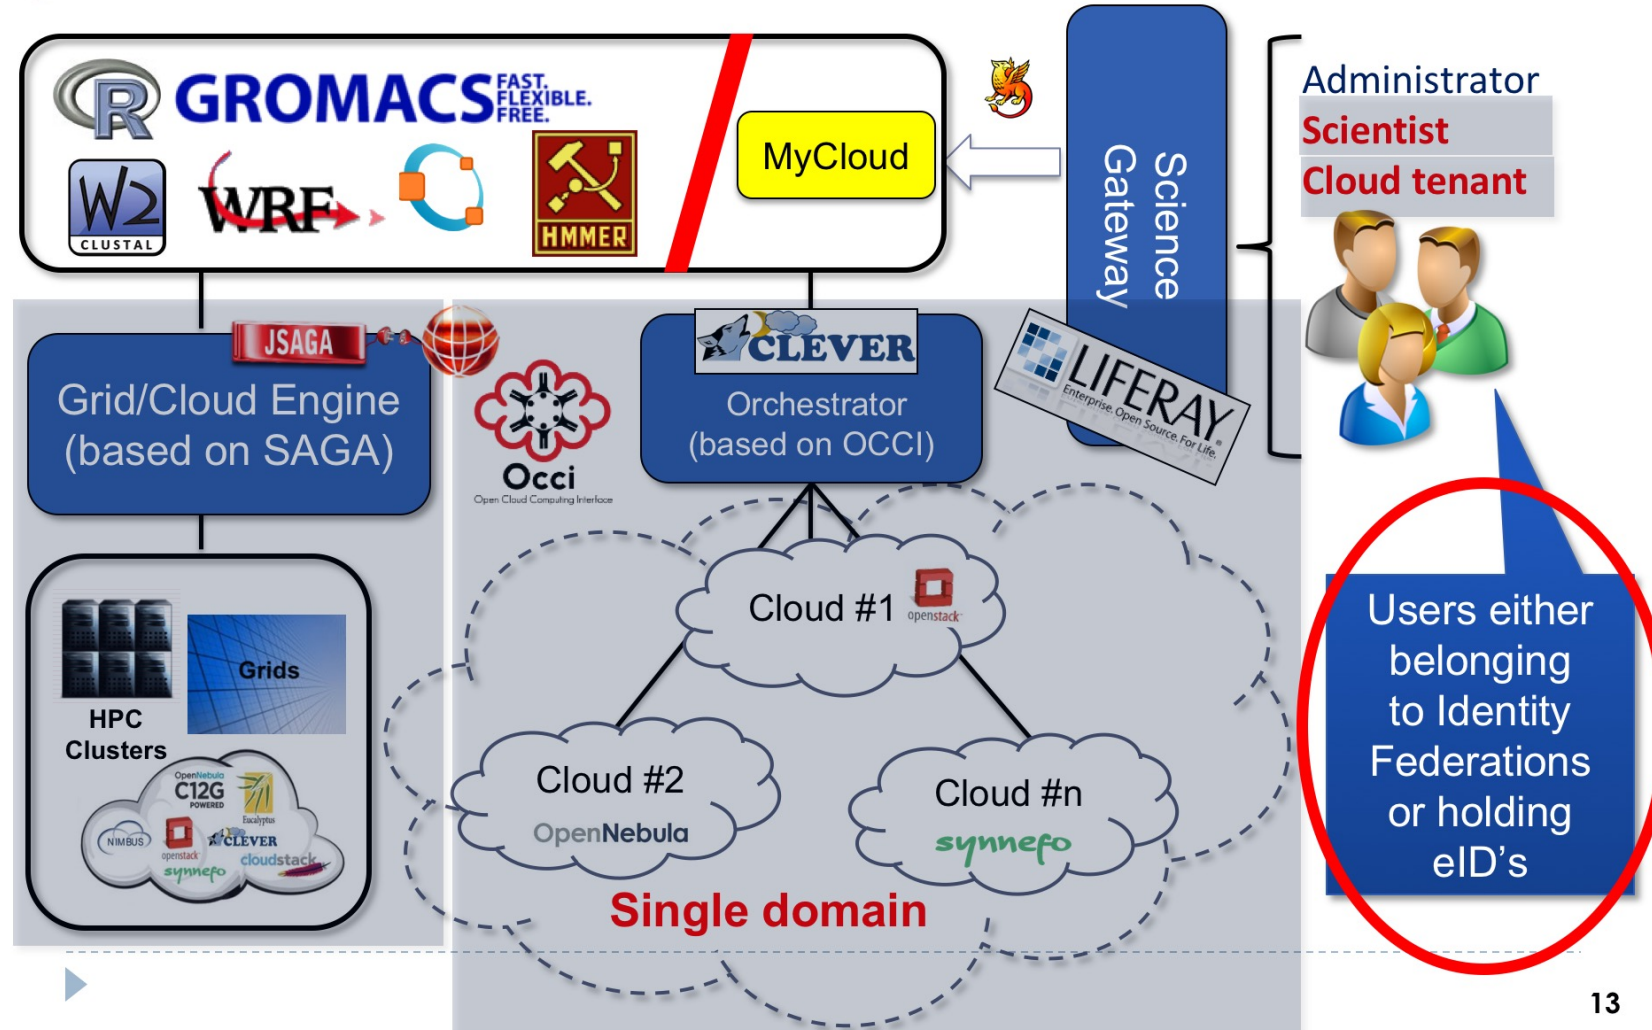 R
GROMACS
FAST.
FLEXIBLE.
FREE.
W2
CLUSTAL
WRF
HMMER
MyCloud
Science
Gateway
Administrator
Scientist
Cloud tenant
JSAGA
Grid/Cloud Engine
(based on SAGA)
Occi
Open Cloud Computing Interface
CLEVER
Orchestrator
(based on OCCI)
LIFERAY
Enterprise. Open Source. For Life.
HPC
Clusters
Grids
OpenNebula
C12G
POWERED
Eucalyptus
NIMBUS
openstack
CLEVER
cloudstack
synnefo
Cloud #1
openstack
Cloud #2
OpenNebula
Cloud #n
synnefo
Single domain
Users either
belonging
to Identity
Federations
or holding
eID's
13